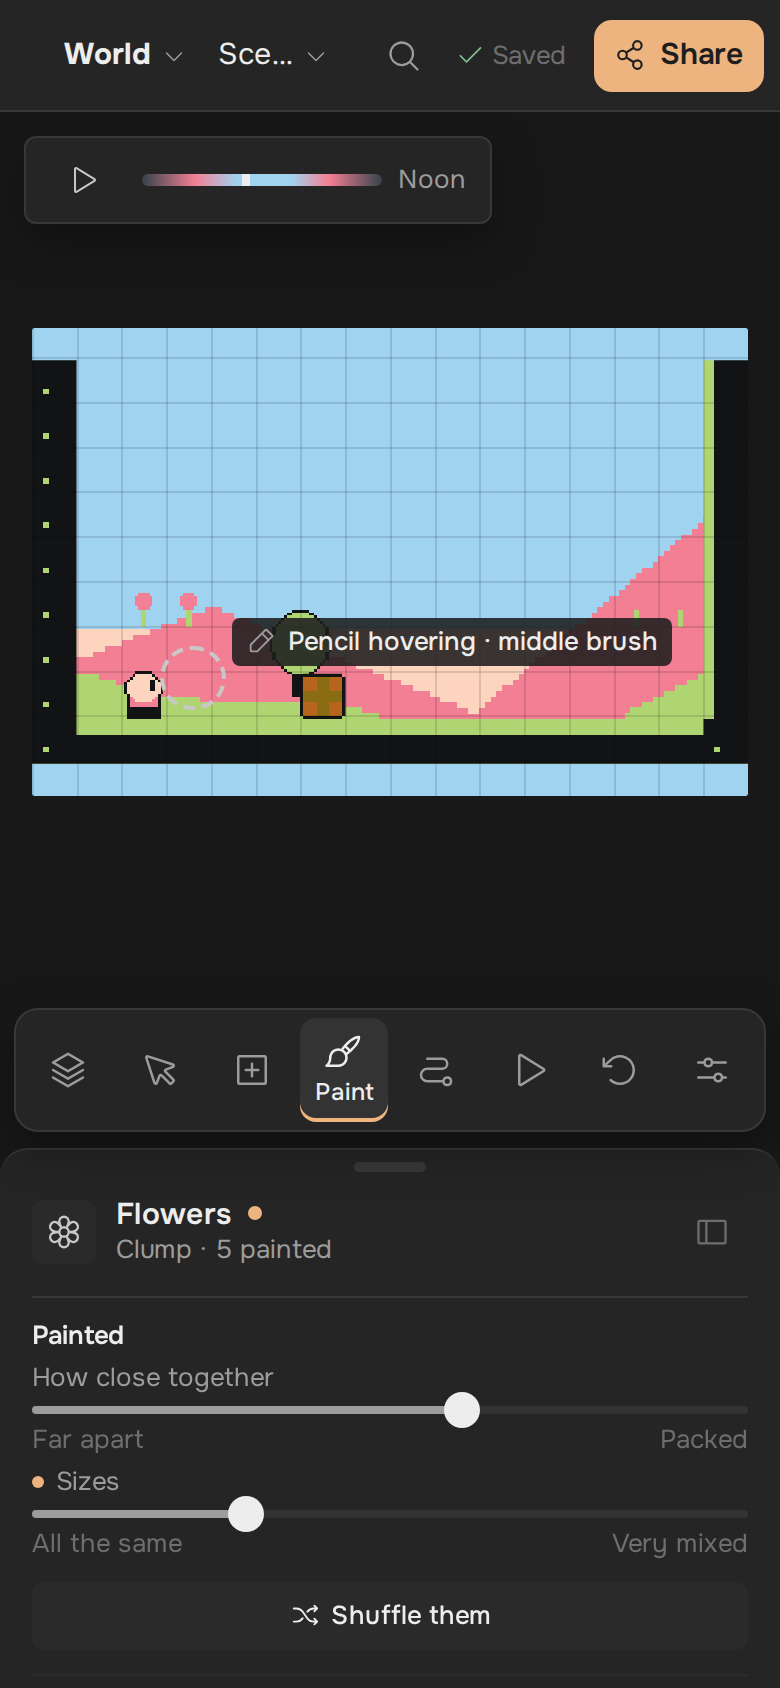 World
Sce...
Saved
Share
Noon
Pencil hovering · middle brush
Paint
Flowers
Clump · 5 painted
Painted
How close together
Far apart
Packed
Sizes
All the same
Very mixed
Shuffle them